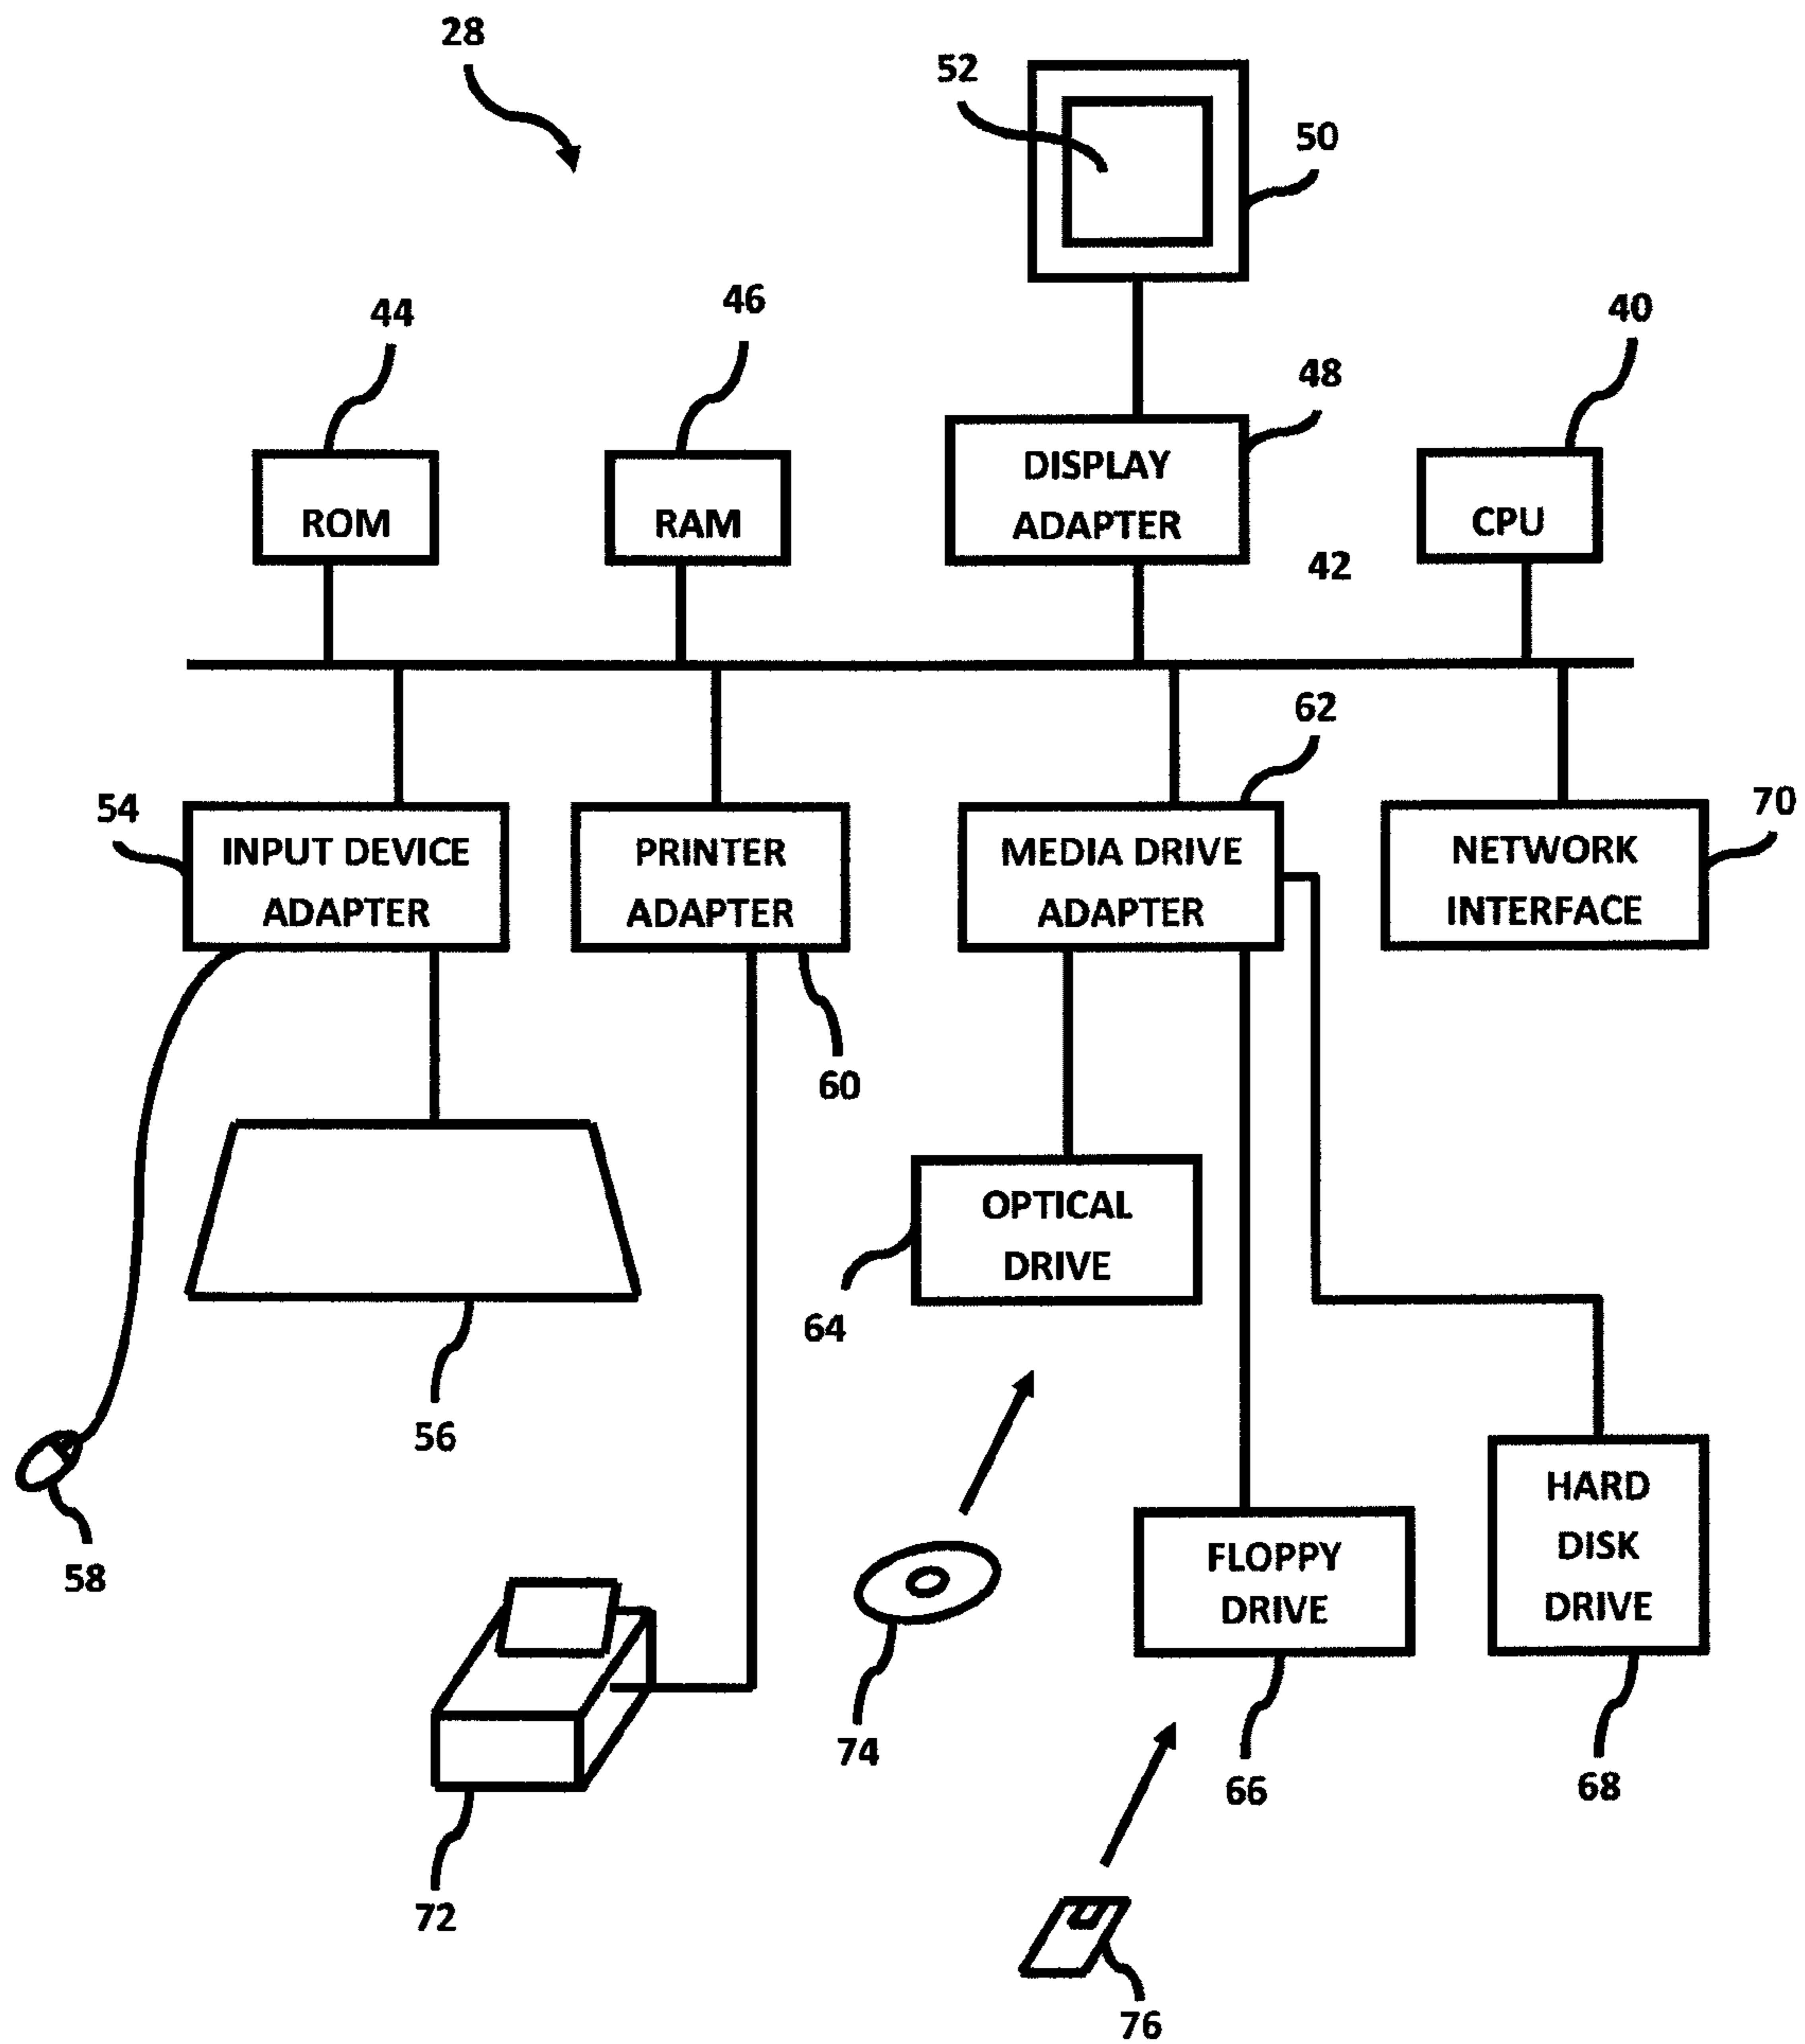 28
52
50
44
46
48
40
ROM
RAM
DISPLAY
ADAPTER
CPU
42
62
54
70
INPUT DEVICE
ADAPTER
PRINTER
ADAPTER
MEDIA DRIVE
ADAPTER
NETWORK
INTERFACE
60
OPTICAL
DRIVE
64
56
58
HARD
DISK
DRIVE
FLOPPY
DRIVE
74
66
68
72
76